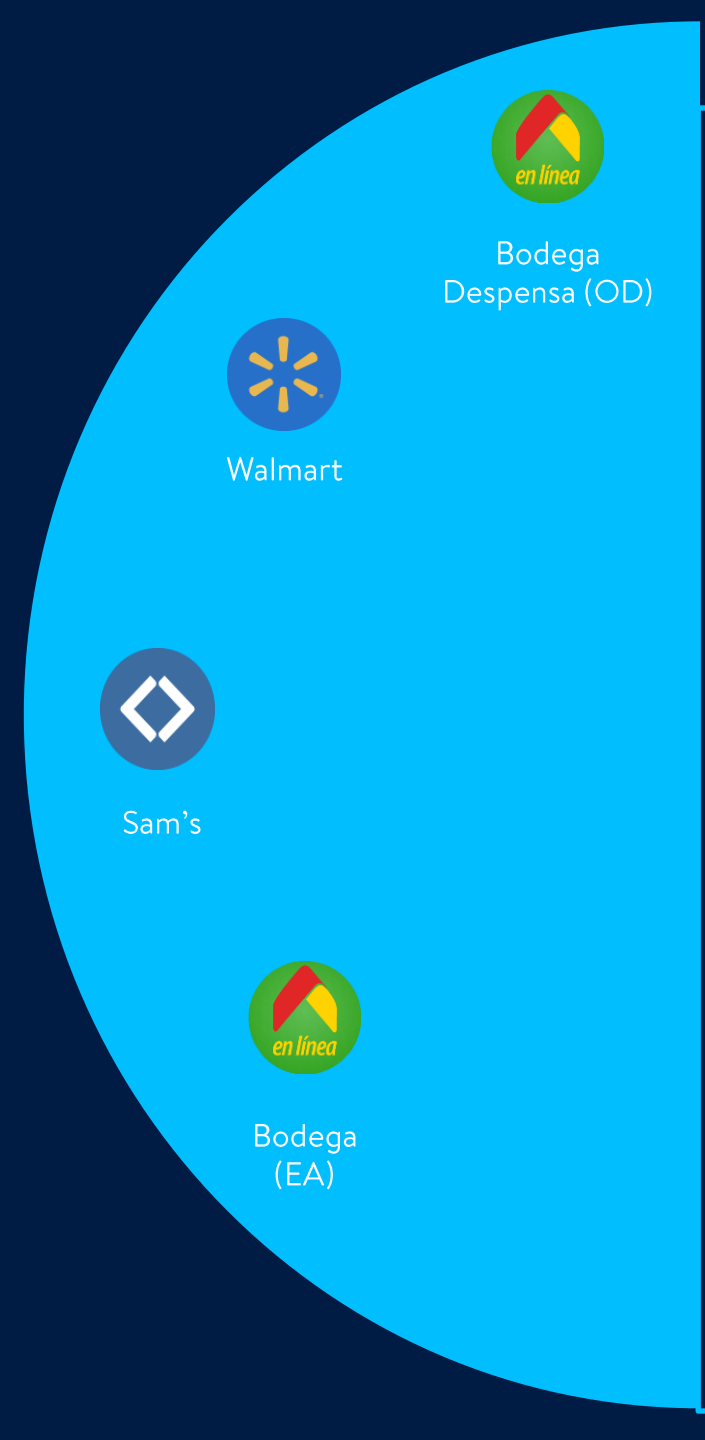 en línea
Bodega
Despensa (OD)
Walmart
Sam's
en línea
Bodega
(EA)